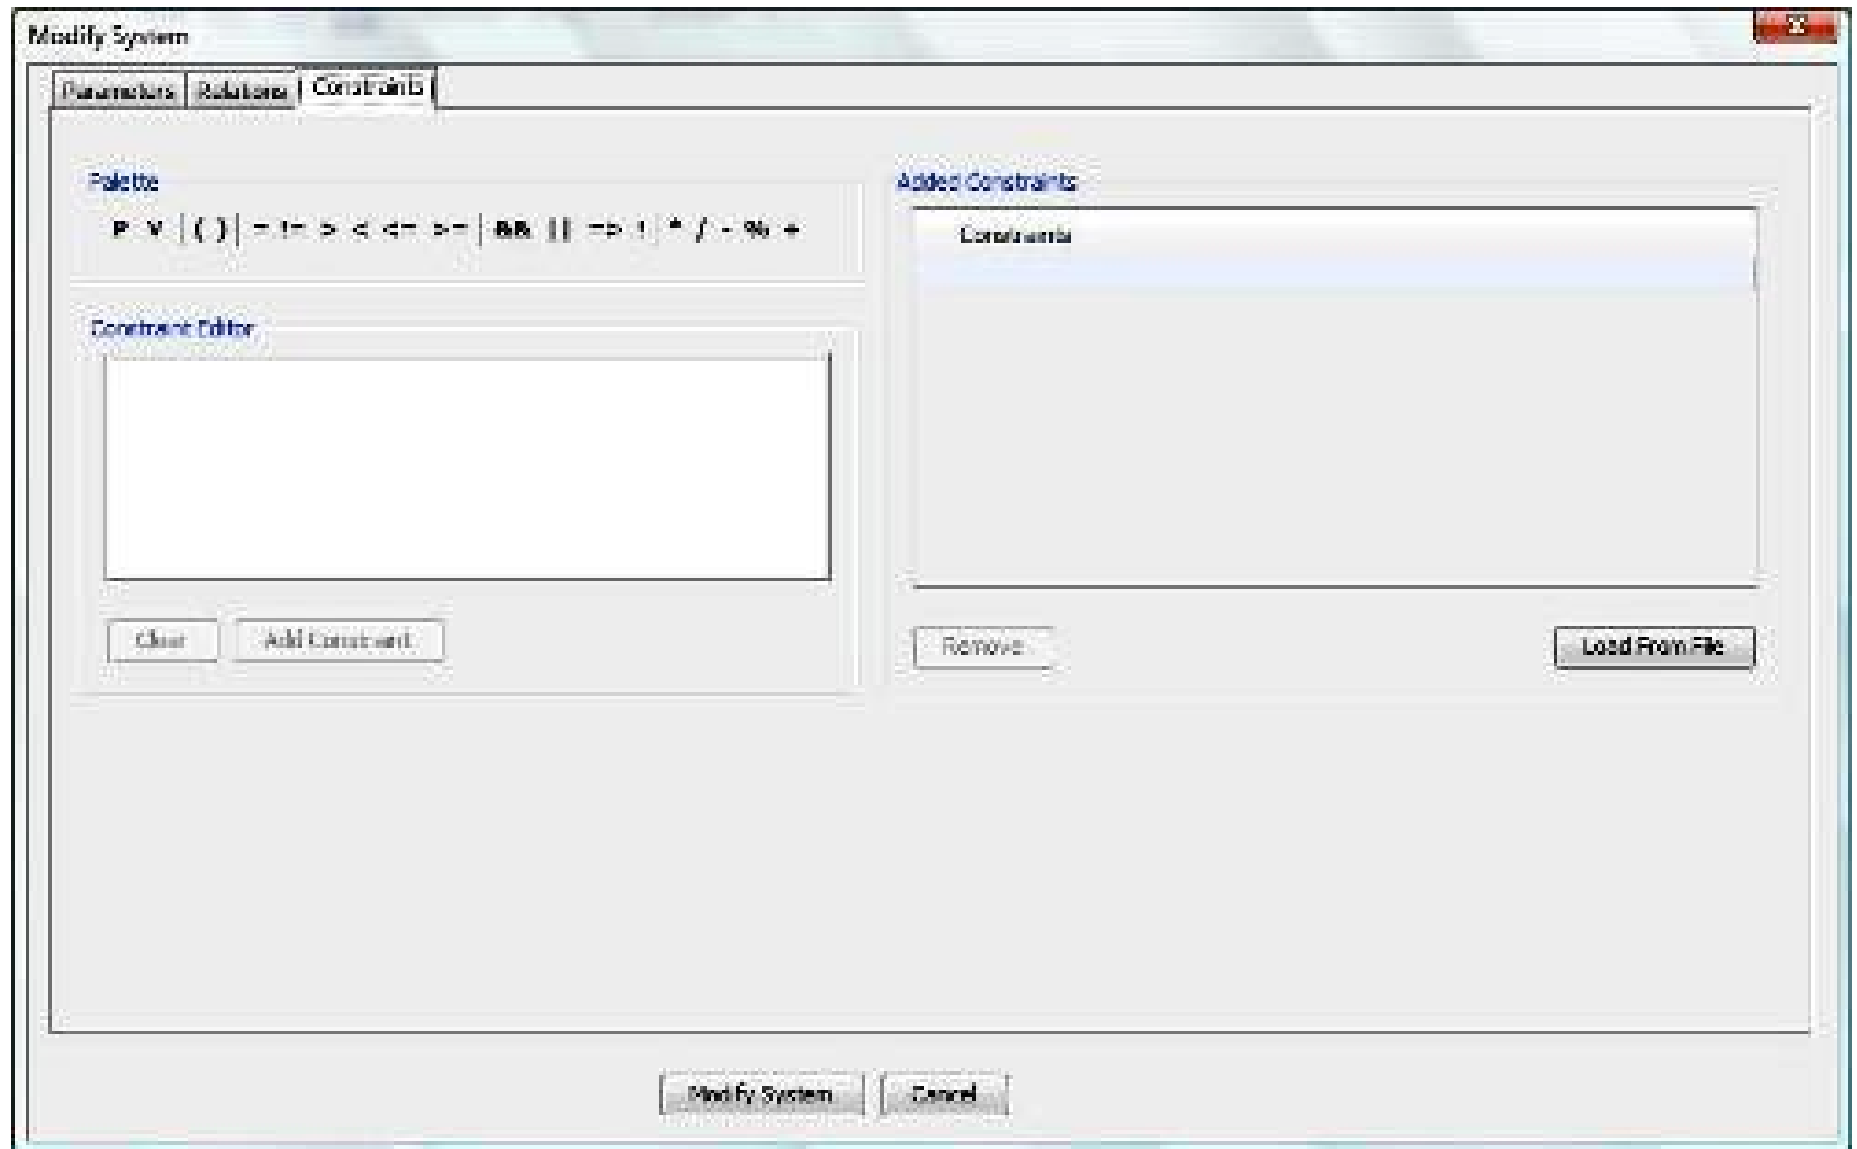 Modify System
Parameters Relations Constraints
Palette
P V ( ) = != > < <= >= && || => ! * / - % +
Constraint Editor
Clear Add Constraint
Added Constraints
Constraints
Remove Load From File
Modify System Cancel